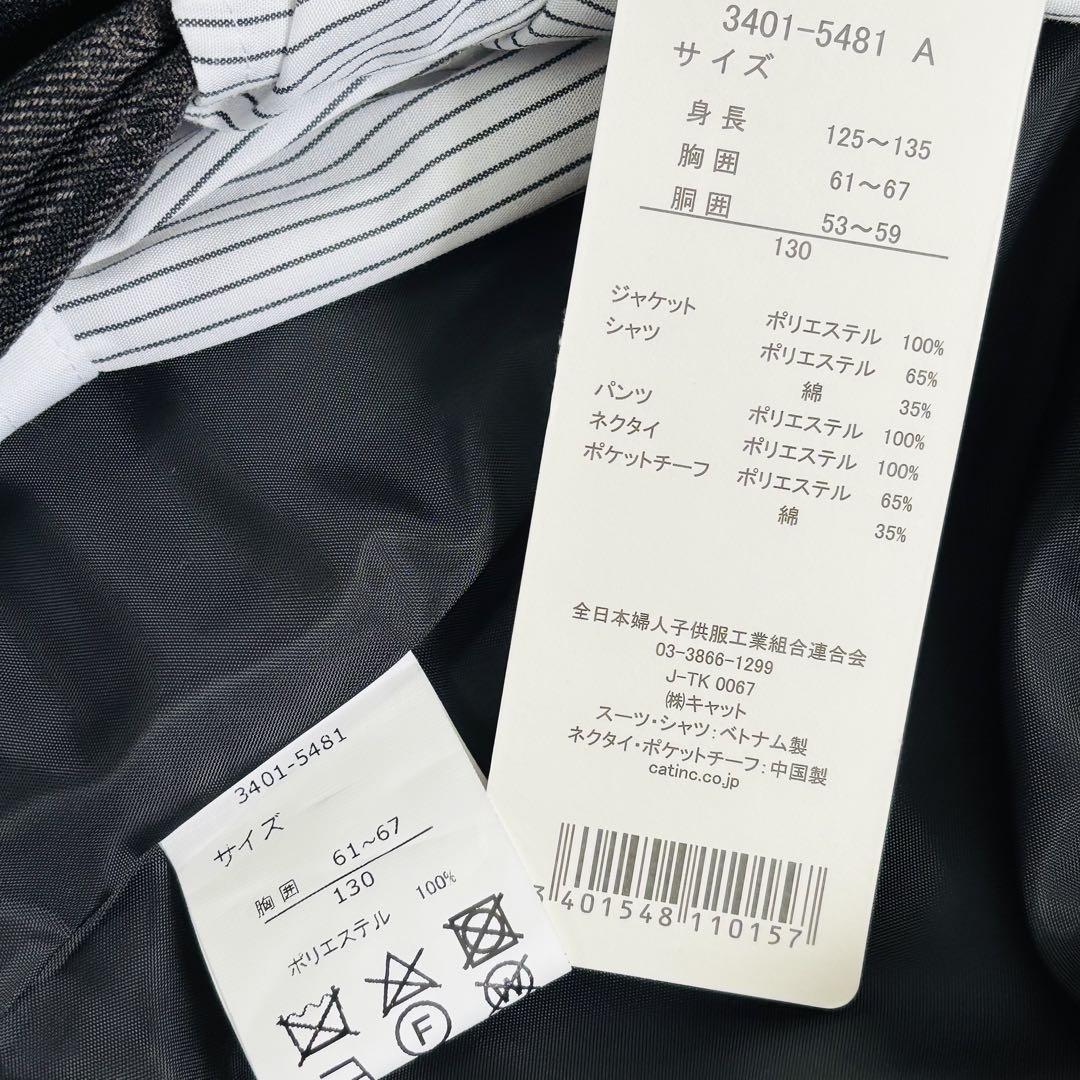 3401-5481 A
サイズ
身長 125～135
胸囲 61～67
胴囲 53～59
130
ジャケット ポリエステル 100%
シャツ ポリエステル 65%
綿 35%
パンツ ポリエステル 100%
ネクタイ ポリエステル 100%
ポケットチーフ ポリエステル 65%
綿 35%
全日本婦人子供服工業組合連合会
03-3866-1299
J-TK 0067
㈱キャット
スーツ・シャツ：ベトナム製
ネクタイ・ポケットチーフ：中国製
catinc.co.jp
3 401548 110157
3401-5481
サイズ
胸囲 61~67
130
ポリエステル 100%
F
W